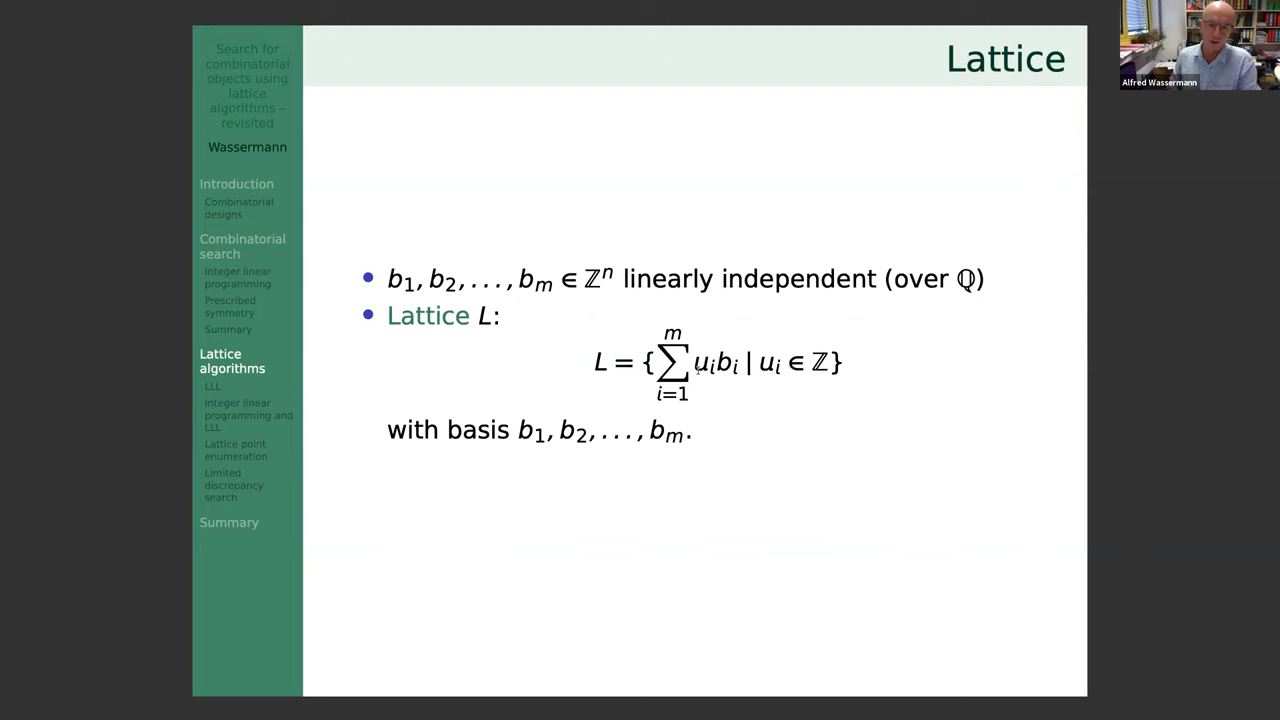 Search for
combinatorial
objects using
lattice
algorithms –
revisited
Wassermann
Introduction
Combinatorial
designs
Combinatorial
search
Integer linear
programming
Prescribed
symmetry
Summary
Lattice
algorithms
LLL
Integer linear
programming and
LLL
Lattice point
enumeration
Limited
discrepancy
search
Summary
Lattice
• b₁, b₂, . . . , bₘ ∈ ℤⁿ linearly independent (over ℚ)
• Lattice L:
L = {∑ᵢ₌₁ᵐ uᵢbᵢ | uᵢ ∈ ℤ}
with basis b₁, b₂, . . . , bₘ.
Alfred Wassermann